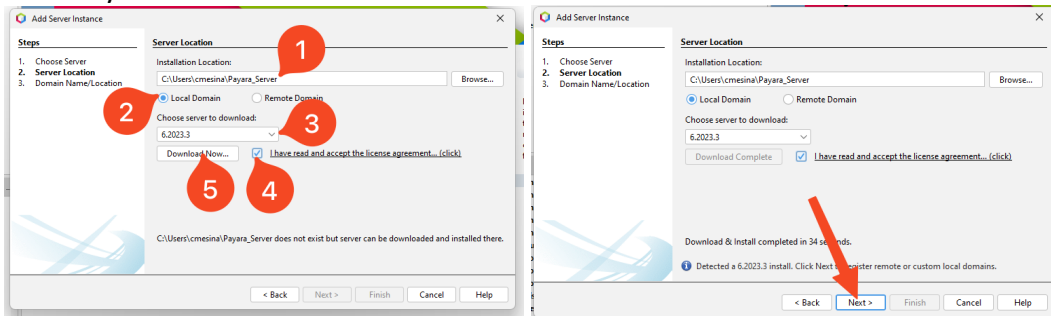 Add Server Instance
Steps
1. Choose Server
2. Server Location
3. Domain Name/Location
Server Location
Installation Location:
C:\Users\cmesina\Payara_Server
Browse...
Local Domain
Remote Domain
Choose server to download:
6.2023.3
Download Now...
I have read and accept the license agreement... (click)
1
2
3
4
5
C:\Users\cmesina\Payara_Server does not exist but server can be downloaded and installed there.
< Back
Next >
Finish
Cancel
Help
Add Server Instance
Steps
1. Choose Server
2. Server Location
3. Domain Name/Location
Server Location
Installation Location:
C:\Users\cmesina\Payara_Server
Browse...
Local Domain
Remote Domain
Choose server to download:
6.2023.3
Download Complete
I have read and accept the license agreement... (click)
Download & Install completed in 34 seconds.
Detected a 6.2023.3 install. Click Next to register remote or custom local domains.
< Back
Next >
Finish
Cancel
Help